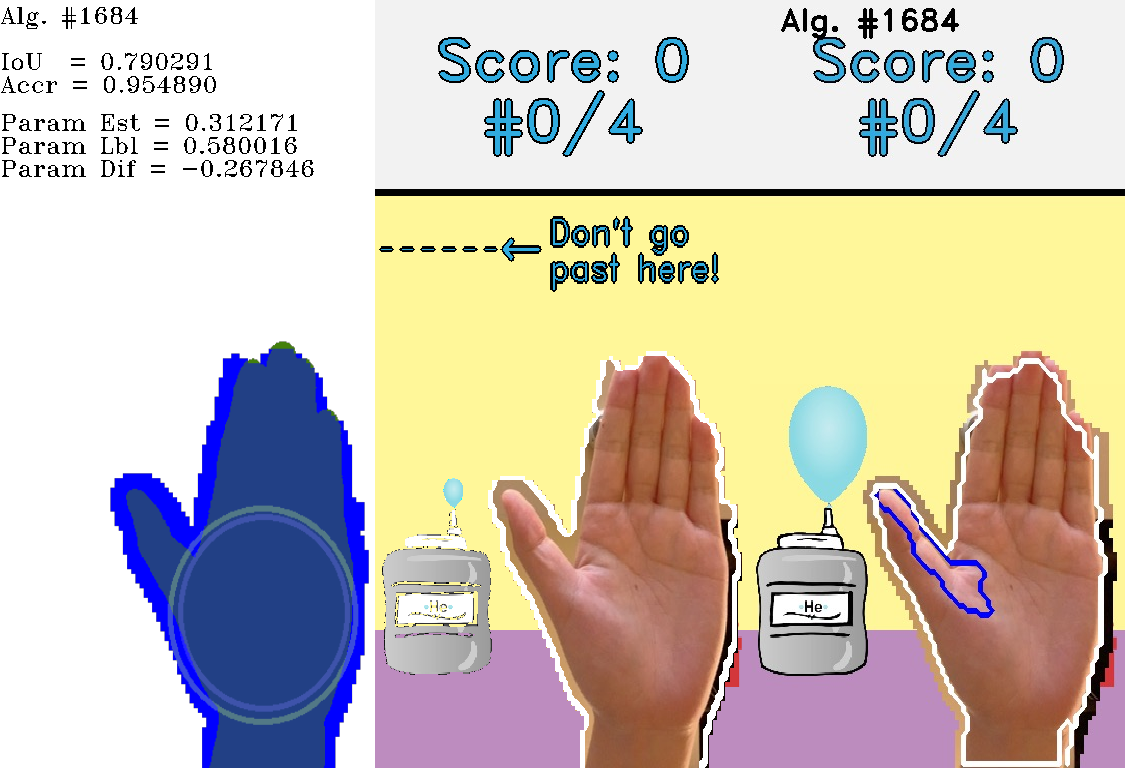 Alg. #1684
IoU = 0.790291
Accr = 0.954890
Param Est = 0.312171
Param Lbl = 0.580016
Param Dif = −0.267846
Score: 0
#0/4
Don't go
past here!
He
Alg. #1684
Score: 0
#0/4
He